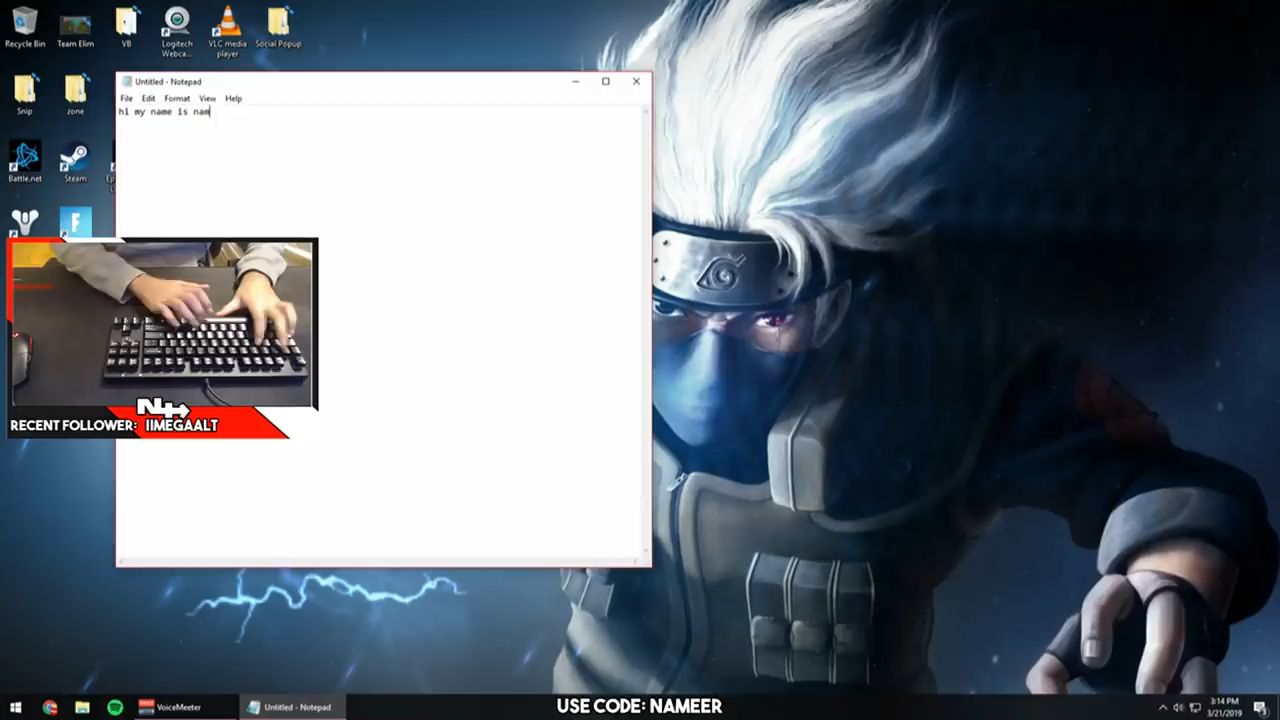 Recycle Bin
Team Elim
VB
Logitech Webca...
VLC media player
Social Popup
Snip
zone
Untitled - Notepad
File Edit Format View Help
hi my name is nam
Battle.net
Steam
RECENT FOLLOWER: IIMEGAALT
VoiceMeeter
Untitled - Notepad
USE CODE: NAMEER
3:14 PM
3/21/2019